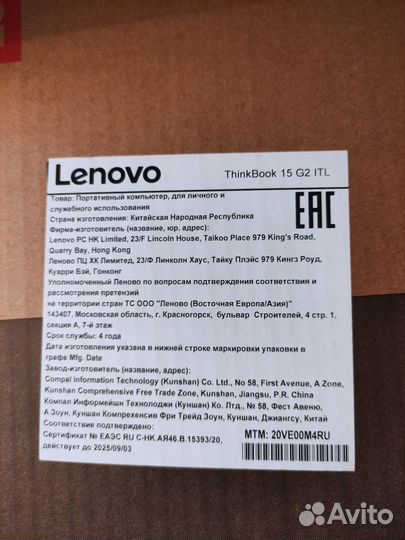 Lenovo
ThinkBook 15 G2 ITL
Товар: Портативный компьютер, для личного и
служебного использования
Страна изготовления: Китайская Народная Республика
Фирма-изготовитель (название, юр. адрес):
Lenovo PC HK Limited, 23/F Lincoln House, Taikoo Place 979 King's Road,
Quarry Bay, Hong Kong
Леново ПЦ ХК Лимитед, 23/Ф Линколн Хаус, Тайку Плэйс 979 Кингз Роуд,
Куарри Бэй, Гонконг
Уполномоченный Леново по вопросам подтверждения соответствия и
рассмотрения претензий
на территории стран ТС ООО "Леново (Восточная Европа/Азия)"
143407, Московская область, г. Красногорск, бульвар Строителей, 4 стр. 1.
секция А, 7-й этаж
Срок службы: 4 года
Дата изготовления указана в нижней строке маркировки упаковки в
графе Mfg. Date
Завод-изготовитель (название, адрес):
Compal Information Technology (Kunshan) Co., No 58, First Avenue, A Zone,
Kunshan Comprehensive Free Trade Zone, Kunshan, Jiangsu, P.R. China
Компал Информейшн Технолоджи (Куншан) Ко. Лтд., № 58, Фест Авеню,
А Зоун, Куншан Компрехенсив Фри Трейд Зоун, Куншан, Джиангсу, Китай
Соответствие подтверждено:
Сертификат № ЕАЭС RU С-HK.АЯ46.В.15393/20,
действует до 2025/09/03
MTM: 20VE00M4RU
EAC
Avito